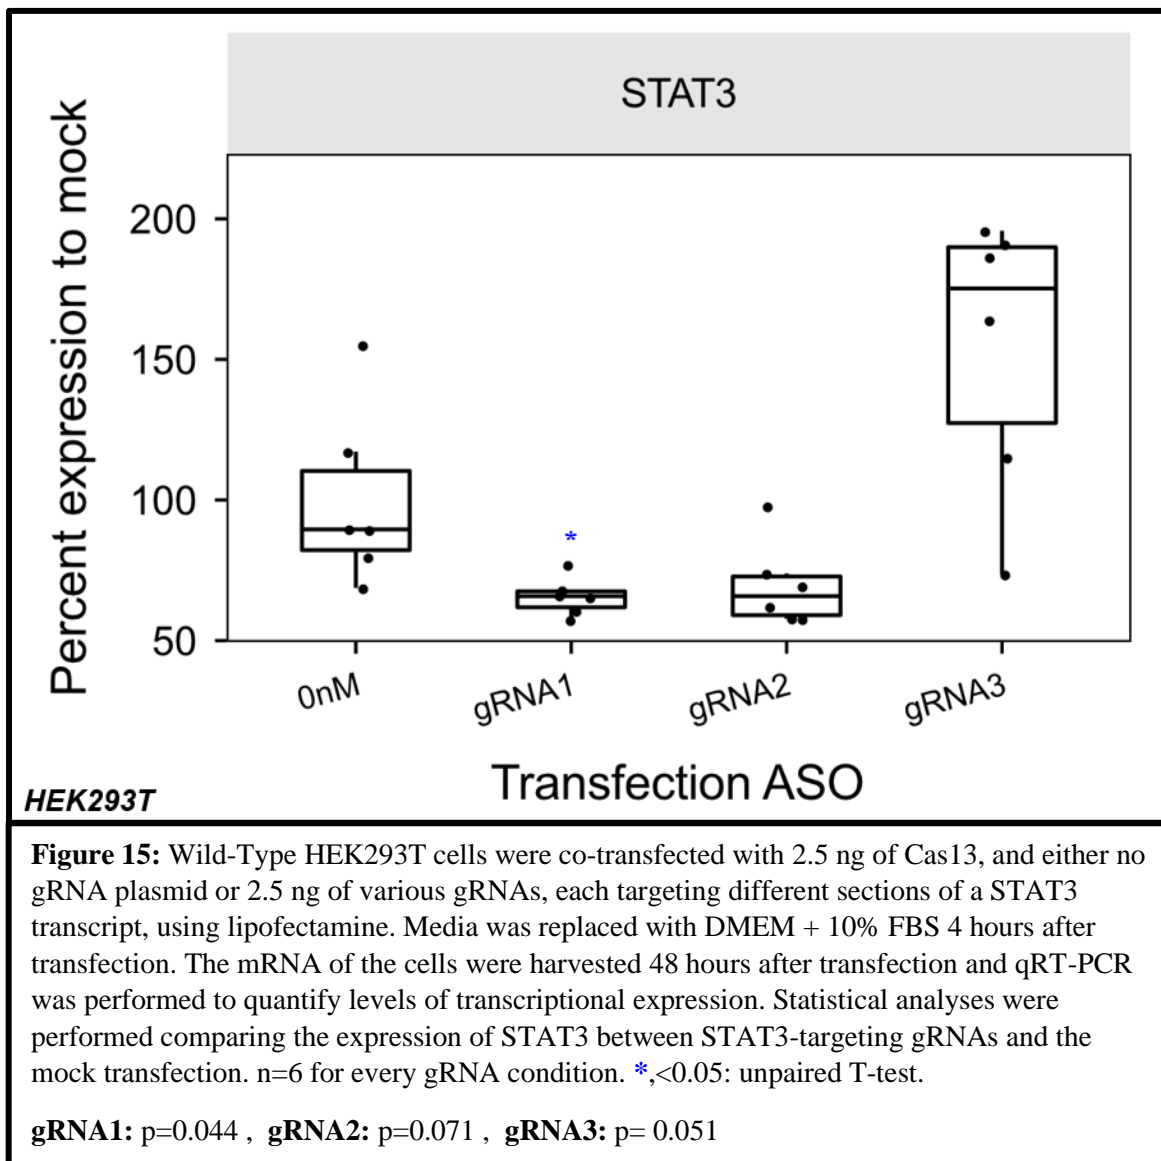 STAT3
Percent expression to mock
200
150
100
50
*
0nM
gRNA1
gRNA2
gRNA3
Transfection ASO
HEK293T
Figure 15: Wild-Type HEK293T cells were co-transfected with 2.5 ng of Cas13, and either no
gRNA plasmid or 2.5 ng of various gRNAs, each targeting different sections of a STAT3
transcript, using lipofectamine. Media was replaced with DMEM + 10% FBS 4 hours after
transfection. The mRNA of the cells were harvested 48 hours after transfection and qRT-PCR
was performed to quantify levels of transcriptional expression. Statistical analyses were
performed comparing the expression of STAT3 between STAT3-targeting gRNAs and the
mock transfection. n=6 for every gRNA condition. *,<0.05: unpaired T-test.
gRNA1: p=0.044 , gRNA2: p=0.071 , gRNA3: p= 0.051